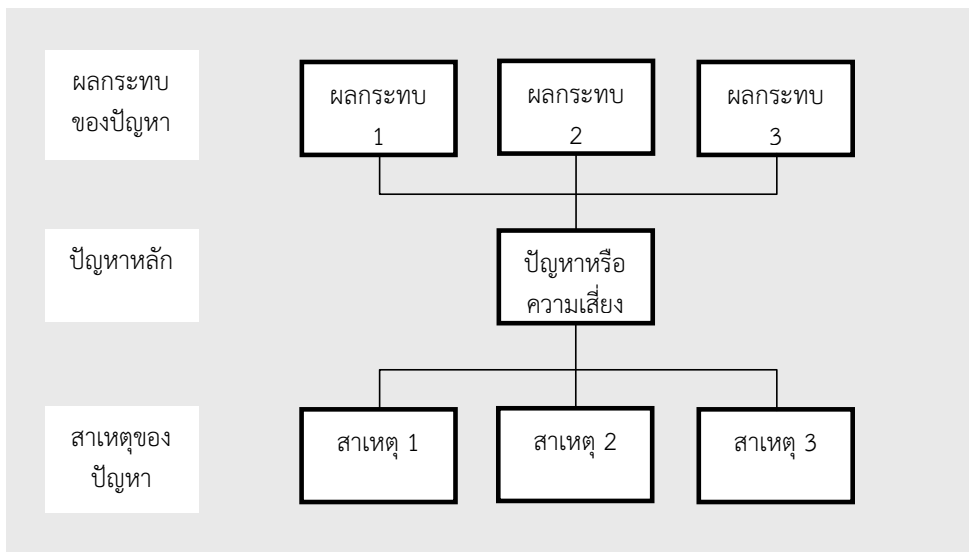 ผลกระทบ
ของปัญหา
ผลกระทบ
1
ผลกระทบ
2
ผลกระทบ
3
ปัญหาหลัก
ปัญหาหรือ
ความเสี่ยง
สาเหตุของ
ปัญหา
สาเหตุ 1
สาเหตุ 2
สาเหตุ 3